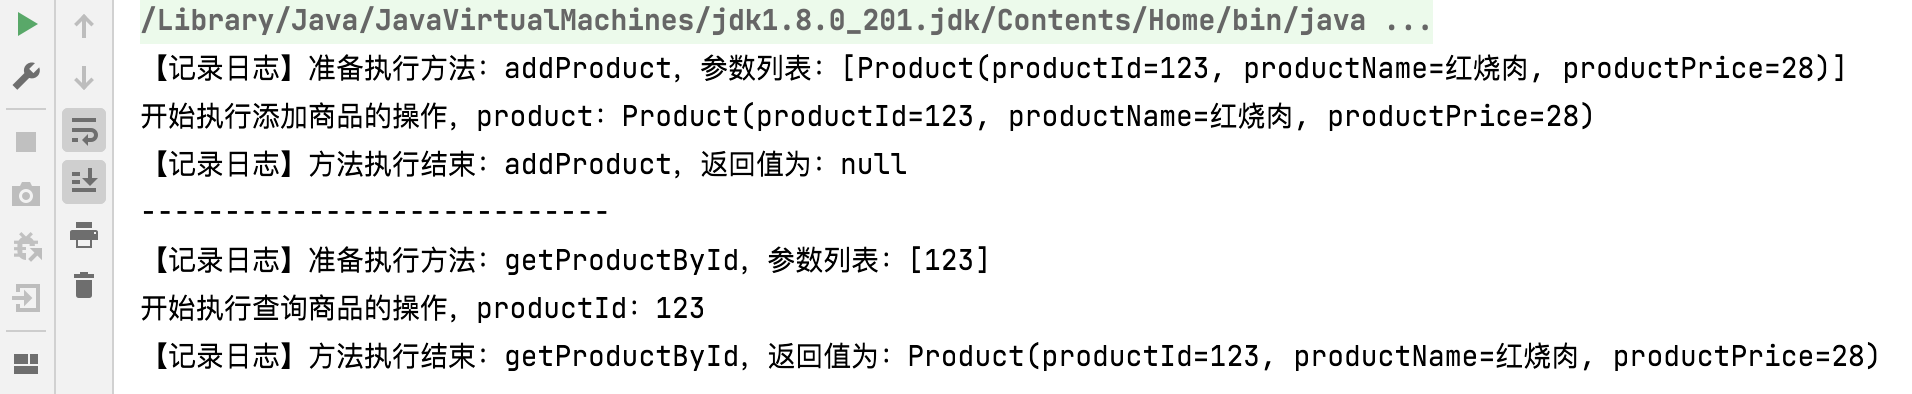 /Library/Java/JavaVirtualMachines/jdk1.8.0_201.jdk/Contents/Home/bin/java ...
【记录日志】准备执行方法：addProduct，参数列表：[Product(productId=123, productName=红烧肉, productPrice=28)]
开始执行添加商品的操作，product：Product(productId=123, productName=红烧肉, productPrice=28)
【记录日志】方法执行结束：addProduct，返回值为：null
----------------------------
【记录日志】准备执行方法：getProductById，参数列表：[123]
开始执行查询商品的操作，productId：123
【记录日志】方法执行结束：getProductById，返回值为：Product(productId=123, productName=红烧肉, productPrice=28)